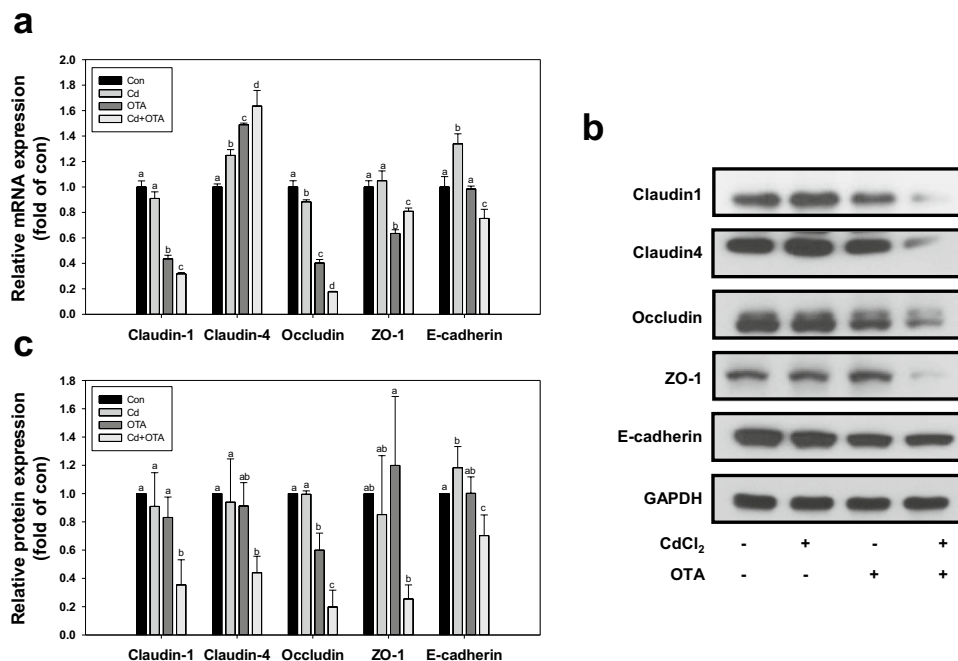 a
Relative mRNA expression
(fold of con)
2.0
1.8
1.6
1.4
1.2
1.0
0.8
0.6
0.4
0.2
0.0
Con
Cd
OTA
Cd+OTA
a a b c
b c d a
a b c d
a a b c
a b a c
Claudin-1 Claudin-4 Occludin ZO-1 E-cadherin
b
Claudin1
Claudin4
Occludin
ZO-1
E-cadherin
GAPDH
CdCl₂ - + - +
OTA - - + +
c
Relative protein expression
(fold of con)
1.8
1.6
1.4
1.2
1.0
0.8
0.6
0.4
0.2
0.0
Con
Cd
OTA
Cd+OTA
a a a b
a a ab b
a a b c
ab ab a b
a b ab c
Claudin-1 Claudin-4 Occludin ZO-1 E-cadherin